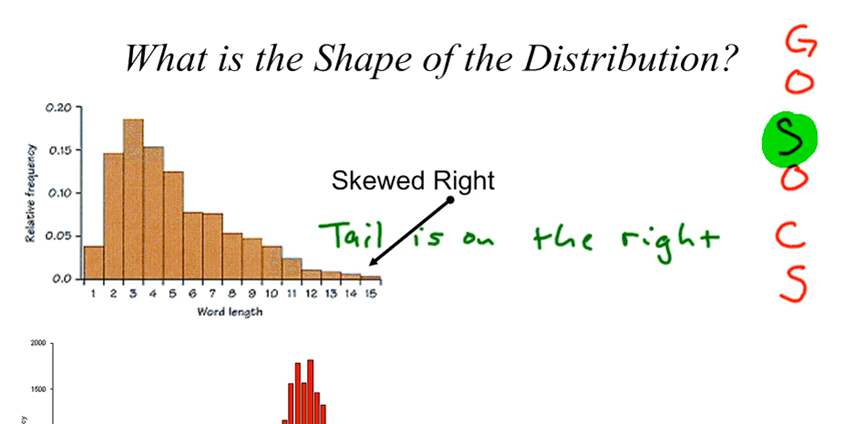 What is the Shape of the Distribution?
G
O
S
O
C
S
0.20
0.15
0.10
0.05
0.0
Relative frequency
Skewed Right
Tail is on the right
1 2 3 4 5 6 7 8 9 10 11 12 13 14 15
Word length
2000
1500